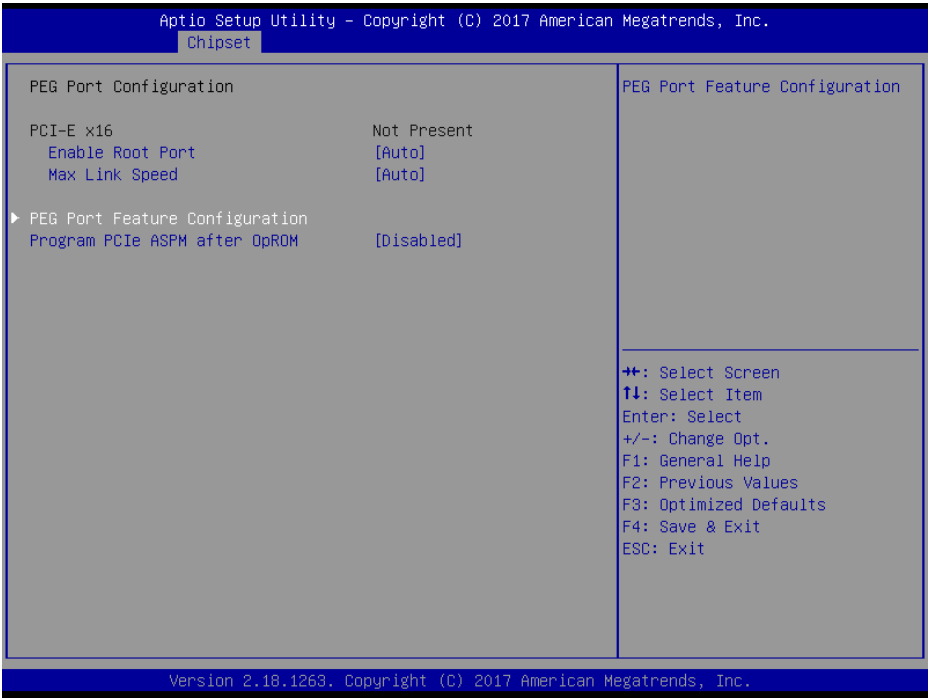 Aptio Setup Utility – Copyright (C) 2017 American Megatrends, Inc.
Chipset
PEG Port Configuration
PCI-E x16 Not Present
Enable Root Port [Auto]
Max Link Speed [Auto]
▶ PEG Port Feature Configuration
Program PCIe ASPM after OpROM [Disabled]
PEG Port Feature Configuration
→←: Select Screen
↑↓: Select Item
Enter: Select
+/-: Change Opt.
F1: General Help
F2: Previous Values
F3: Optimized Defaults
F4: Save & Exit
ESC: Exit
Version 2.18.1263. Copyright (C) 2017 American Megatrends, Inc.